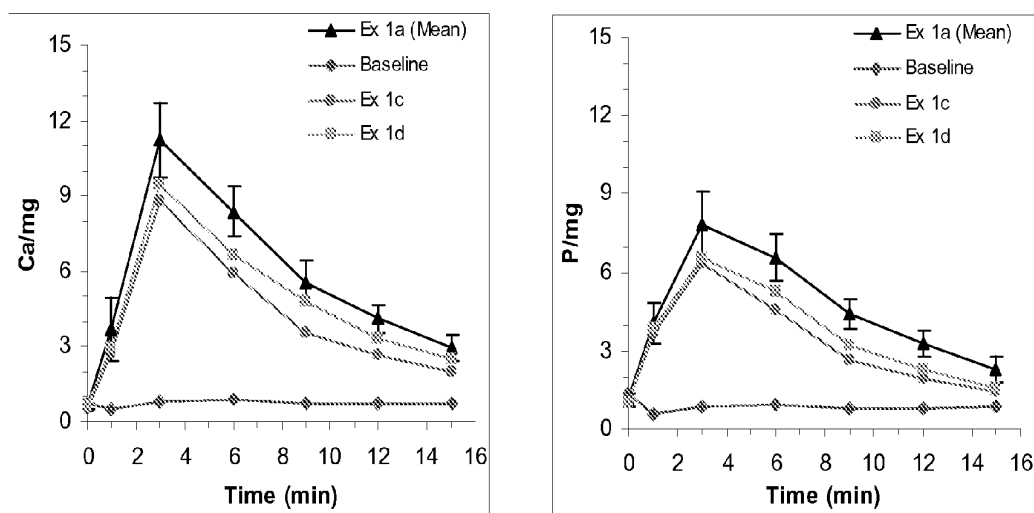 Ex 1a (Mean)
Baseline
Ex 1c
Ex 1d
15
12
9
6
3
0
Ca/mg
0 2 4 6 8 10 12 14 16
Time (min)
Ex 1a (Mean)
Baseline
Ex 1c
Ex 1d
15
12
9
6
3
0
P/mg
0 2 4 6 8 10 12 14 16
Time (min)